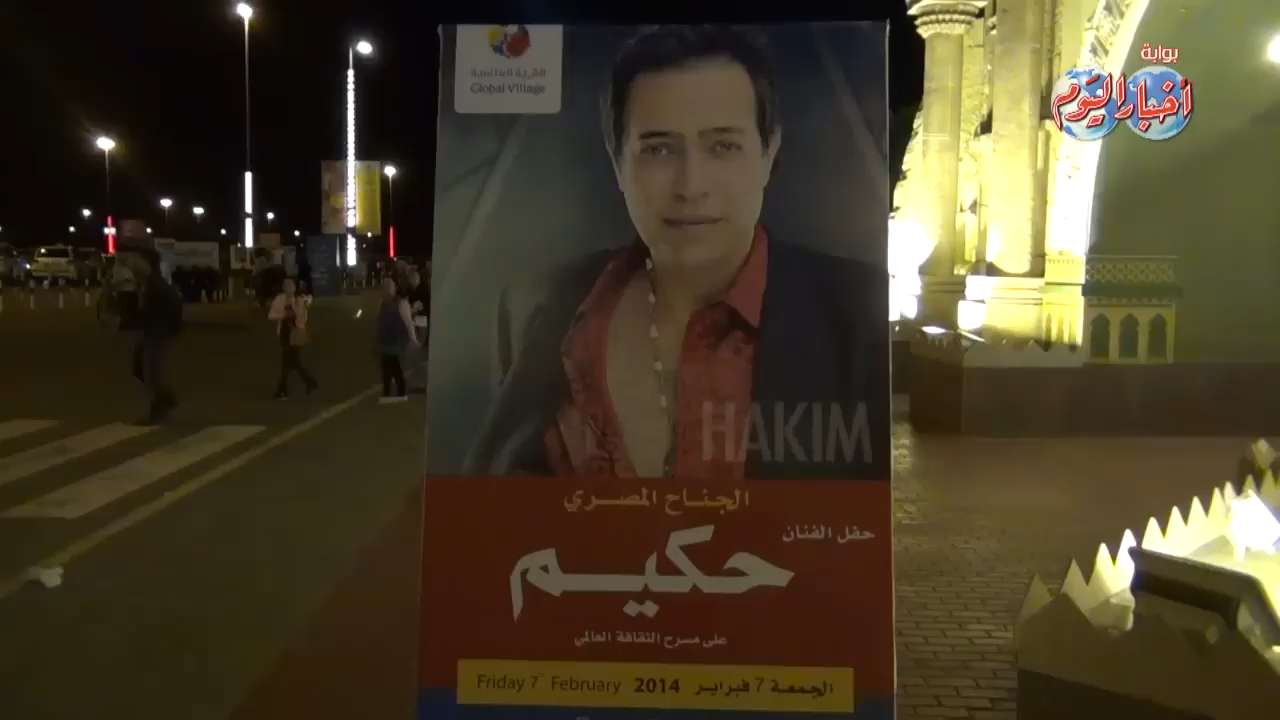 بوابة
أخبار اليوم
القرية العالمية
Global Village
HAKIM
الجناح المصري
حفل الفنان
حكيم
على مسرح الثقافة العالمي
Friday 7th February 2014 الجمعة 7 فبراير